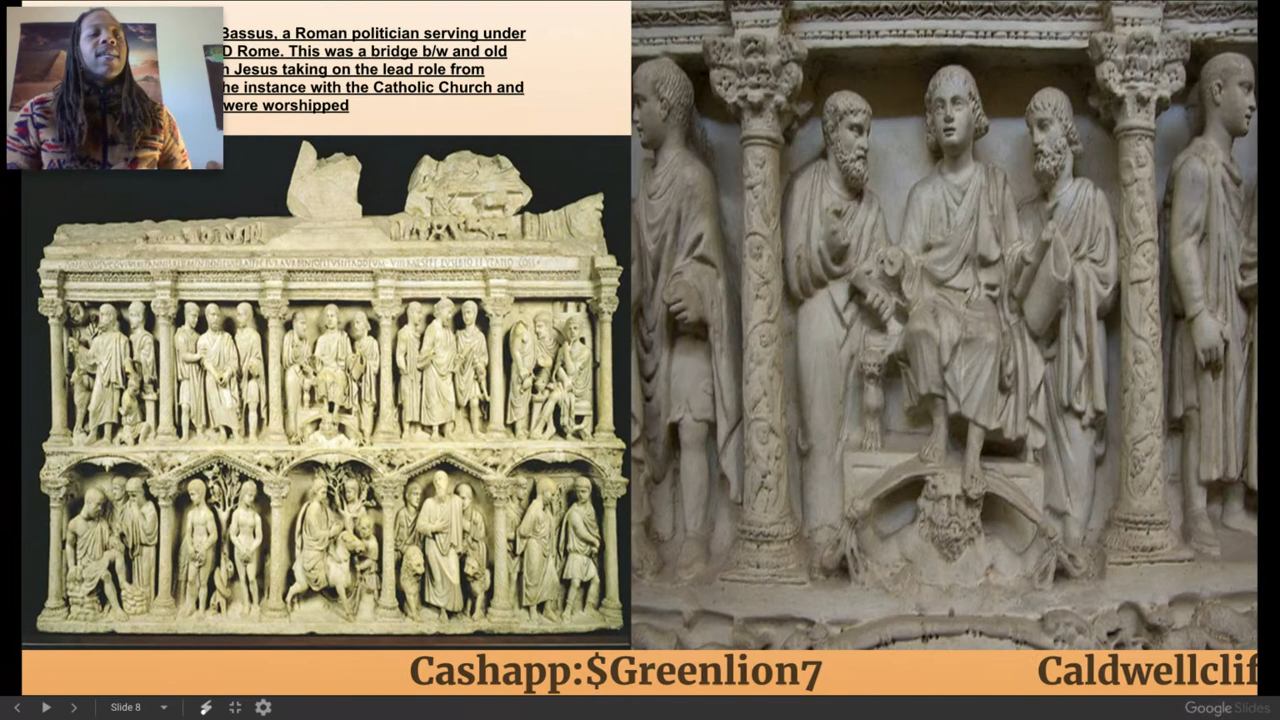 Bassus, a Roman politician serving under
D Rome. This was a bridge b/w and old
n Jesus taking on the lead role from
he instance with the Catholic Church and
were worshipped
Cashapp:$Greenlion7
Caldwellclif
Slide 8
Google Slides